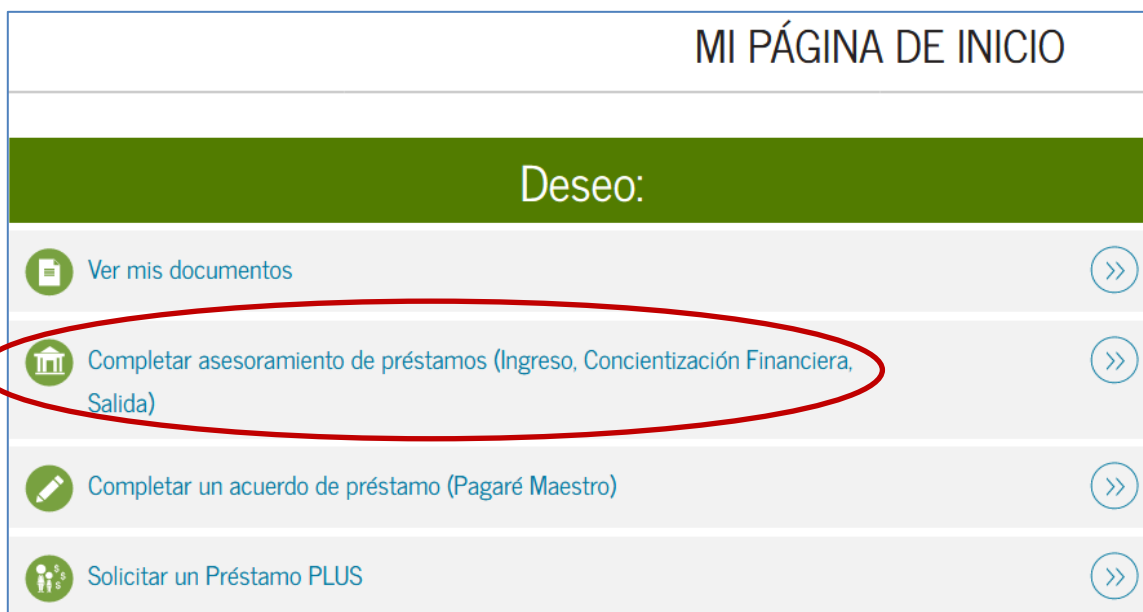 MI PÁGINA DE INICIO
Deseo:
Ver mis documentos
Completar asesoramiento de préstamos (Ingreso, Concientización Financiera,
Salida)
Completar un acuerdo de préstamo (Pagaré Maestro)
Solicitar un Préstamo PLUS